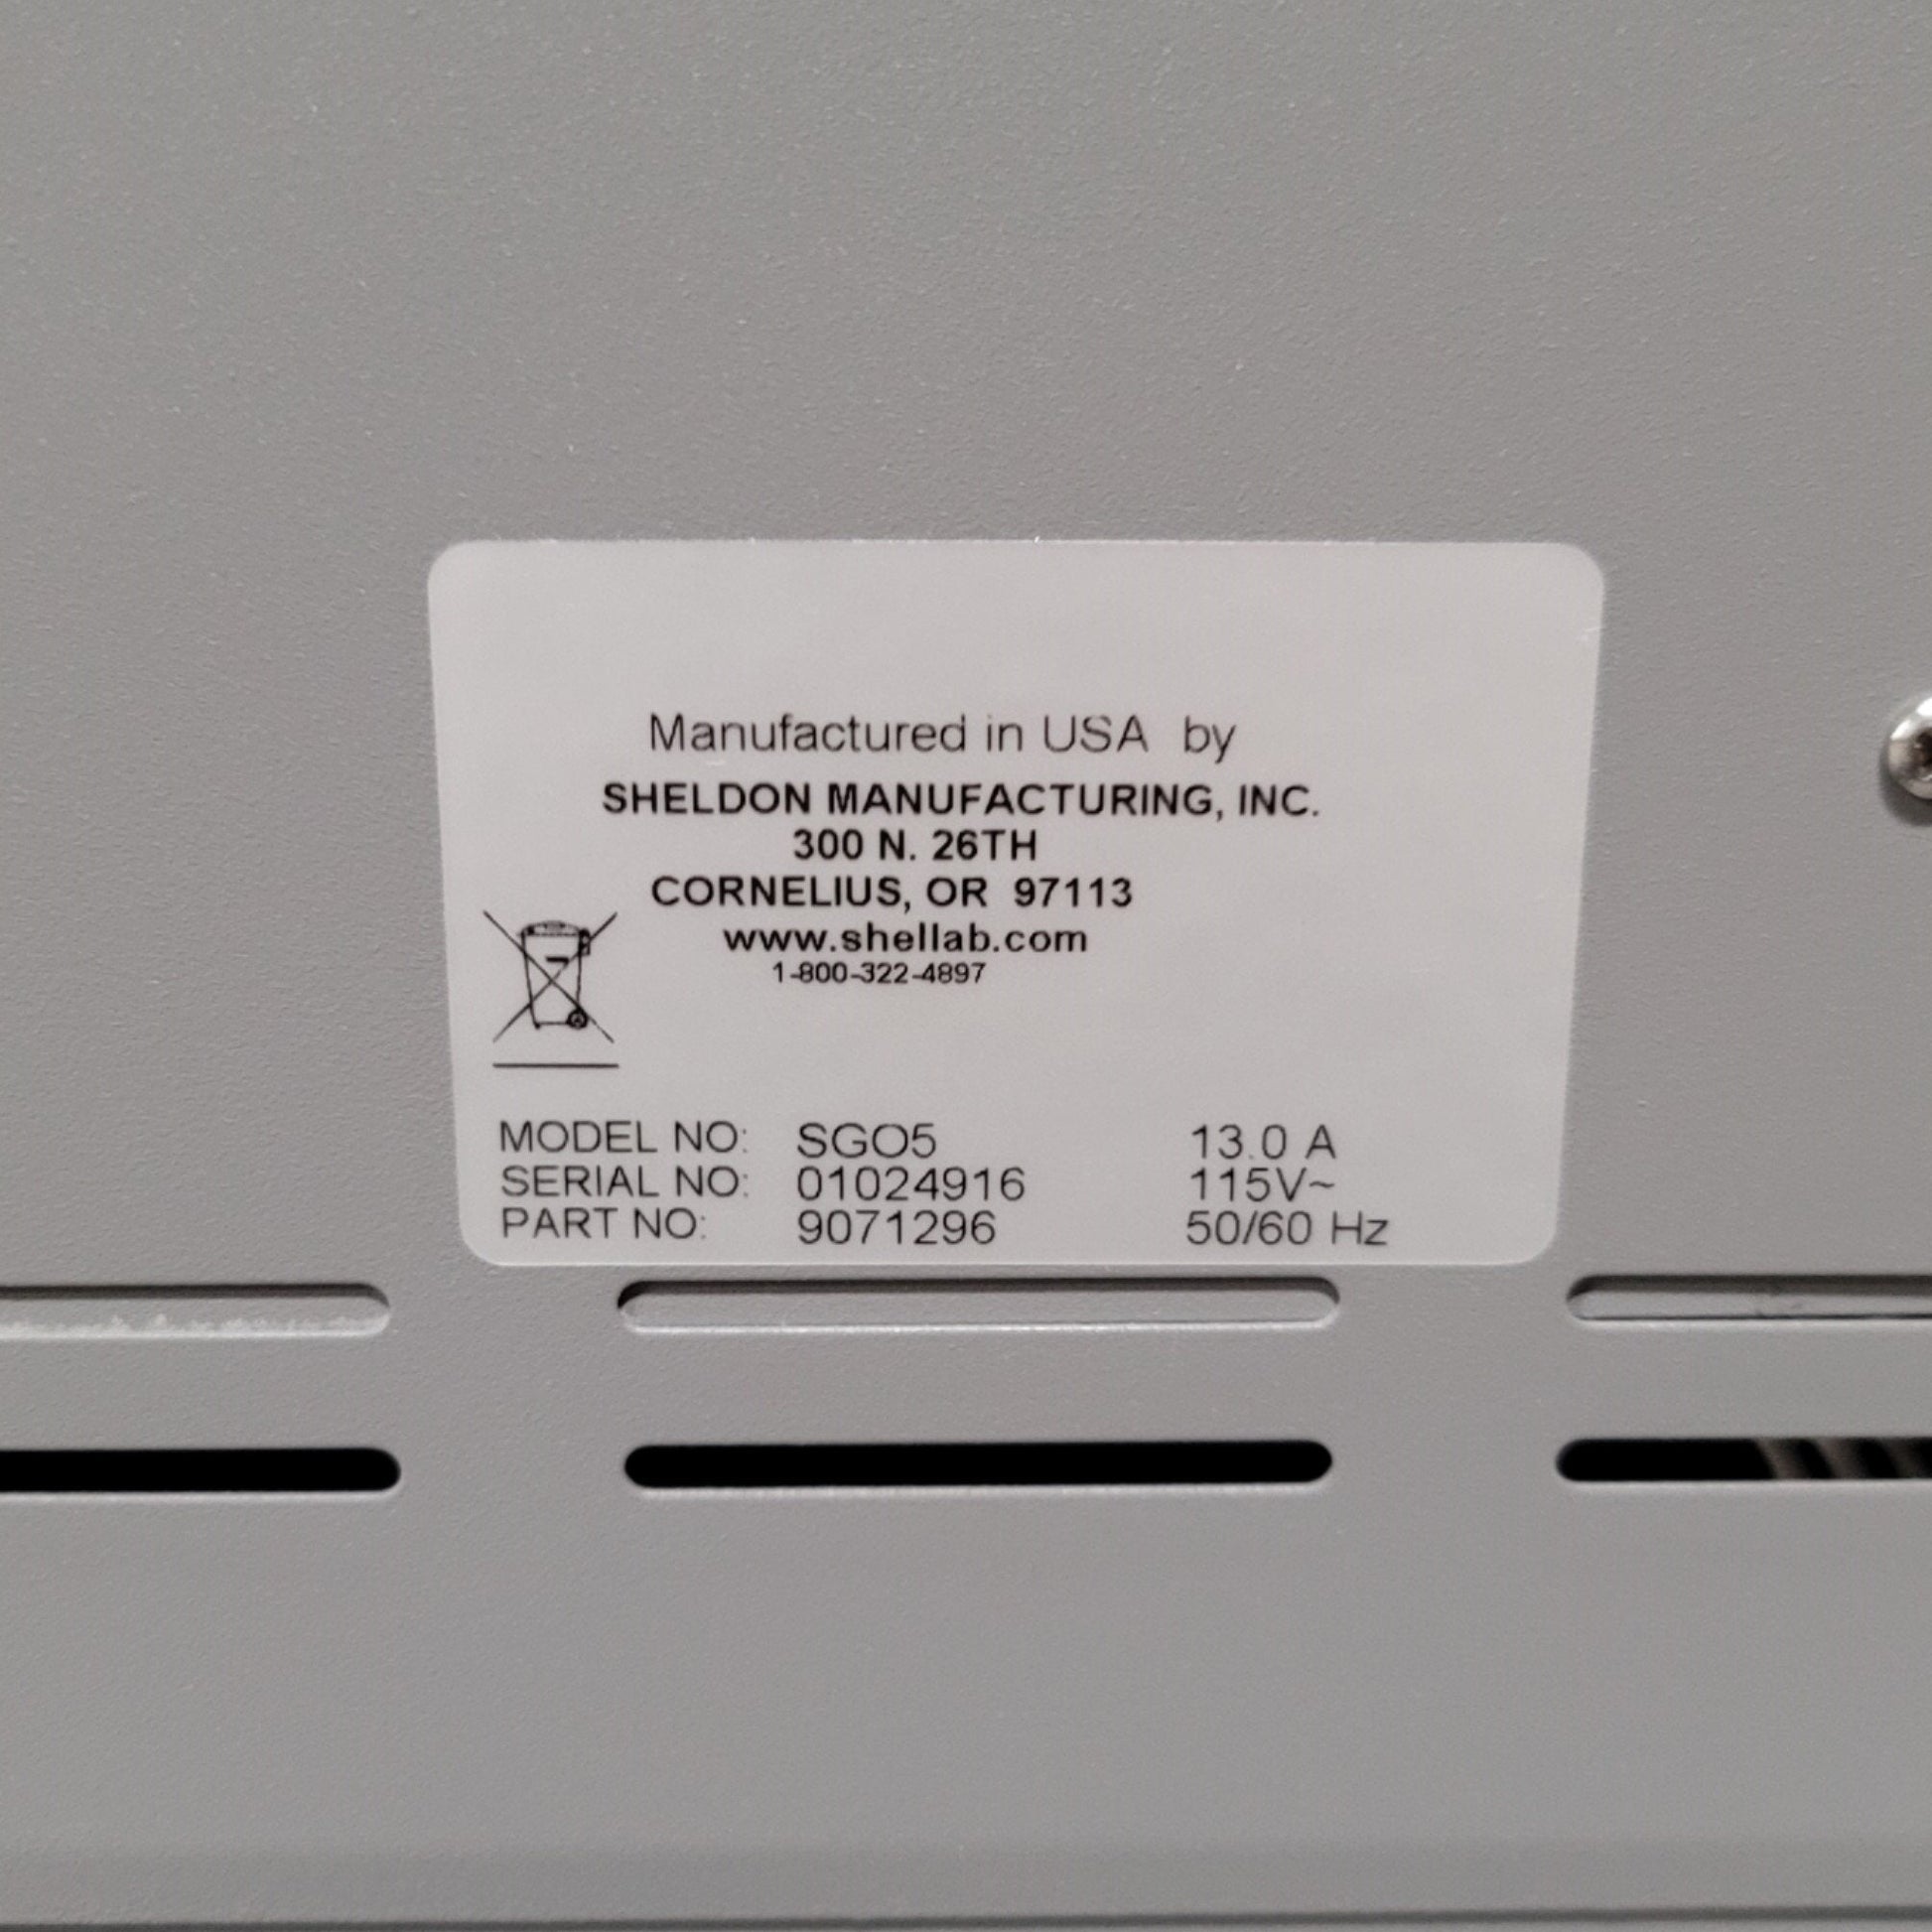 Manufactured in USA by
SHELDON MANUFACTURING, INC.
300 N. 26TH
CORNELIUS, OR 97113
www.shellab.com
1-800-322-4897
MODEL NO: SGO5 13.0 A
SERIAL NO: 01024916 115V~
PART NO: 9071296 50/60 Hz